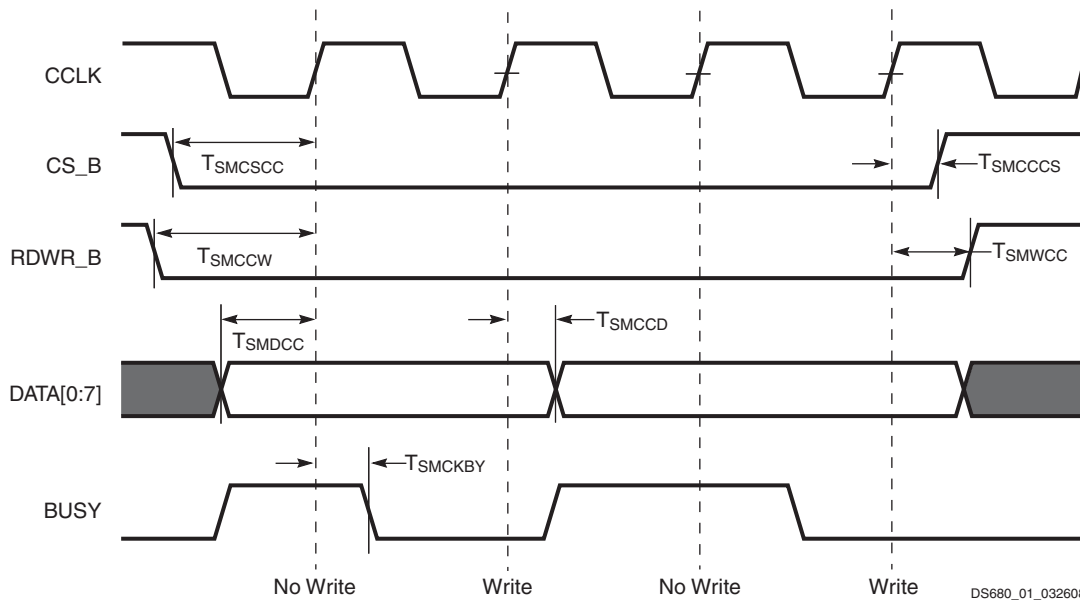 CCLK
CS_B
TSMCSCC
TSMCCCS
RDWR_B
TSMCCW
TSMWCC
TSMDCC
TSMCCD
DATA[0:7]
TSMCKBY
BUSY
No Write
Write
No Write
Write
DS680_01_032608